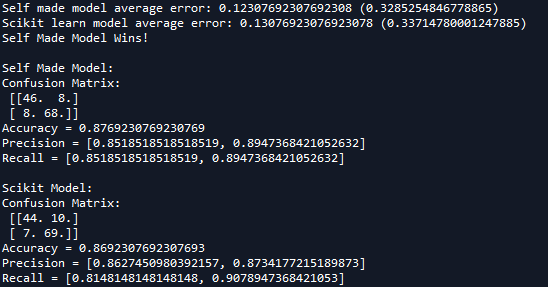 Self made model average error: 0.12307692307692308 (0.3285254846778865)
Scikit learn model average error: 0.13076923076923078 (0.33714780001247885)
Self Made Model Wins!
Self Made Model:
Confusion Matrix:
[[46.  8.]
[ 8. 68.]]
Accuracy = 0.8769230769230769
Precision = [0.8518518518518519, 0.8947368421052632]
Recall = [0.8518518518518519, 0.8947368421052632]
Scikit Model:
Confusion Matrix:
[[44. 10.]
[ 7. 69.]]
Accuracy = 0.8692307692307693
Precision = [0.8627450980392157, 0.8734177215189873]
Recall = [0.8148148148148148, 0.9078947368421053]